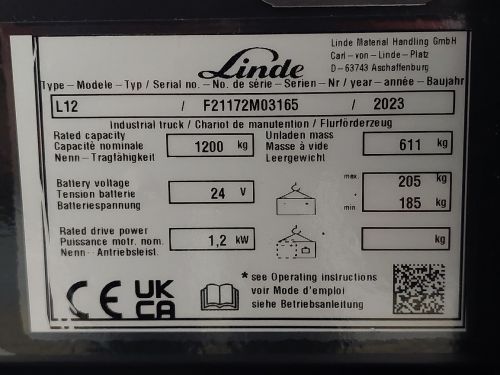 Linde
Linde Material Handling GmbH
Carl-von-Linde-Platz
D-63743 Aschaffenburg
Type-Modele-Typ / Serial no.-No. de série-Serien-Nr / year-année-Baujahr
L12 / F21172M03165 / 2023
Industrial truck / Chariot de manutention / Flurförderzeug
Rated capacity
Capacité nominale
Nenn-Tragfähigkeit
1200 kg
Unladen mass
Masse à vide
Leergewicht
611 kg
Battery voltage
Tension batterie
Batteriespannung
24 V
max. 205 kg
min 185 kg
Rated drive power
Puissance motr. nom.
Nenn-Antriebsleist.
1,2 kW
kg
CE UK
CA
* see Operating instructions
voir Mode d'emploi
siehe Betriebsanleitung